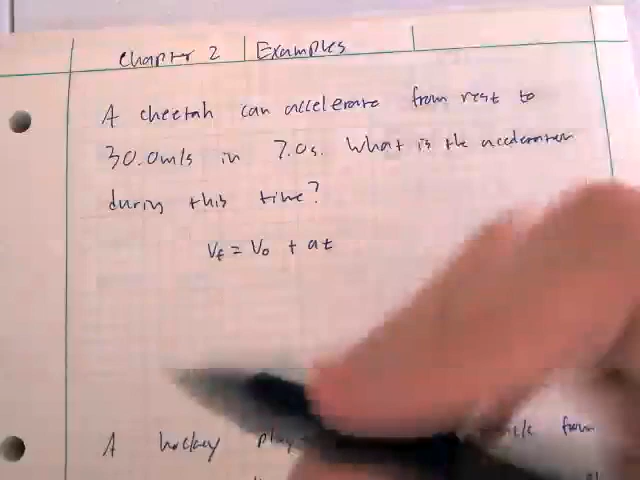 Chapter 2 Examples
A cheetah can accelerate from rest to
30.0m/s in 7.0s. What is the acceleration
during this time?
Vf = V0 + at
A hockey from